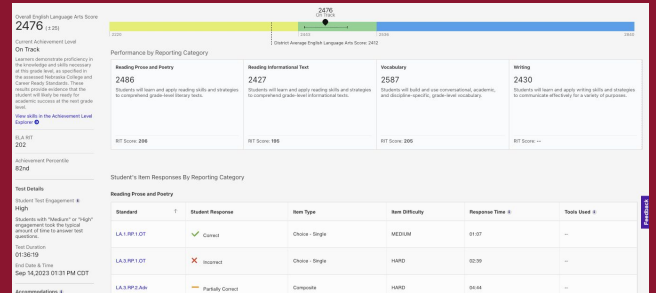 Overall English Language Arts Score
2476 (±25)
Current Achievement Level
On Track
Learners demonstrate proficiency in
the knowledge and skills necessary
at this grade level, as specified in
the assessed Nebraska College and
Career Ready Standards. These
results provide evidence that the
student will likely be ready for
academic success at the next grade
level.
View skills in the Achievement Level
Explorer
ELA RIT
202
Achievement Percentile
82nd
Test Details
Student Test Engagement
High
Students with "Medium" or "High"
engagement took the typical
amount of time to answer test
questions.
Test Duration
01:36:19
End Date & Time
Sep 14,2023 01:31 PM CDT
Accommodations
2476
On Track
2220
District Average English Language Arts Score: 2412
Performance by Reporting Category
Reading Prose and Poetry
2486
Students will learn and apply reading skills and strategies
to comprehend grade-level literary texts.
RIT Score: 206
Reading Informational Text
2427
Students will learn and apply reading skills and strategies
to comprehend grade-level informational texts.
RIT Score: 195
Vocabulary
2587
Students will build and use conversational, academic,
and discipline-specific, grade-level vocabulary.
RIT Score: 205
Writing
2430
Students will learn and apply writing skills and strategies
to communicate effectively for a variety of purposes.
RIT Score: --
Student's Item Responses By Reporting Category
Reading Prose and Poetry
Standard Student Response Item Type Item Difficulty Response Time Tools Used
LA.1.RP.1.OT Correct Choice - Single MEDIUM 01:07 --
LA.3.RP.1.OT Incorrect Choice - Single HARD 02:39 --
LA.3.RP.2.Adv Partially Correct Composite HARD 04:44 --
Feedback